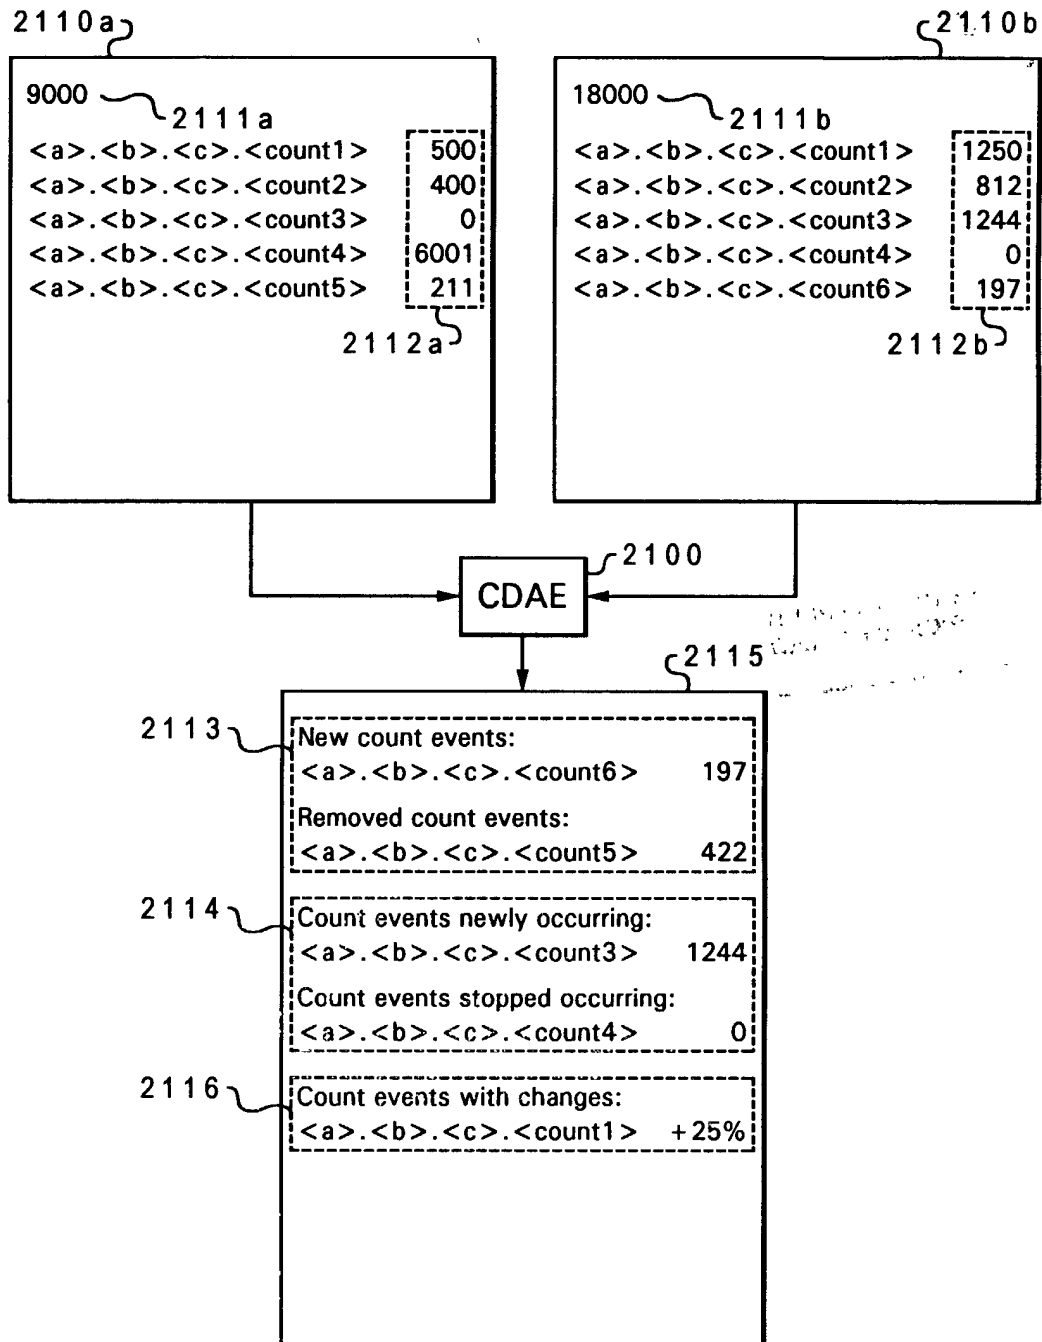 2110a
2110b
9000
2111a
<a>.<b>.<c>.<count1> 500
<a>.<b>.<c>.<count2> 400
<a>.<b>.<c>.<count3> 0
<a>.<b>.<c>.<count4> 6001
<a>.<b>.<c>.<count5> 211
2112a
18000
2111b
<a>.<b>.<c>.<count1> 1250
<a>.<b>.<c>.<count2> 812
<a>.<b>.<c>.<count3> 1244
<a>.<b>.<c>.<count4> 0
<a>.<b>.<c>.<count6> 197
2112b
2100
CDAE
2115
2113
New count events:
<a>.<b>.<c>.<count6> 197
Removed count events:
<a>.<b>.<c>.<count5> 422
2114
Count events newly occurring:
<a>.<b>.<c>.<count3> 1244
Count events stopped occurring:
<a>.<b>.<c>.<count4> 0
2116
Count events with changes:
<a>.<b>.<c>.<count1> +25%